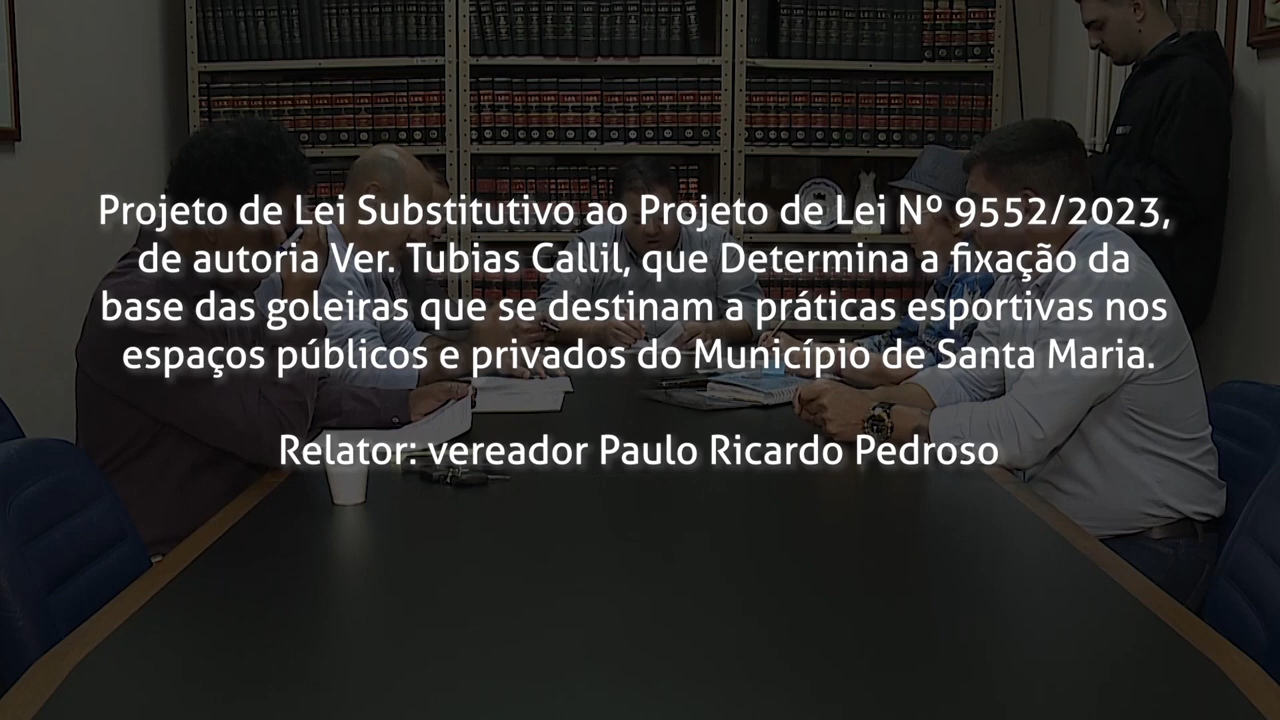 Projeto de Lei Substitutivo ao Projeto de Lei Nº 9552/2023,
de autoria Ver. Tubias Callil, que Determina a fixação da
base das goleiras que se destinam a práticas esportivas nos
espaços públicos e privados do Município de Santa Maria.
Relator: vereador Paulo Ricardo Pedroso